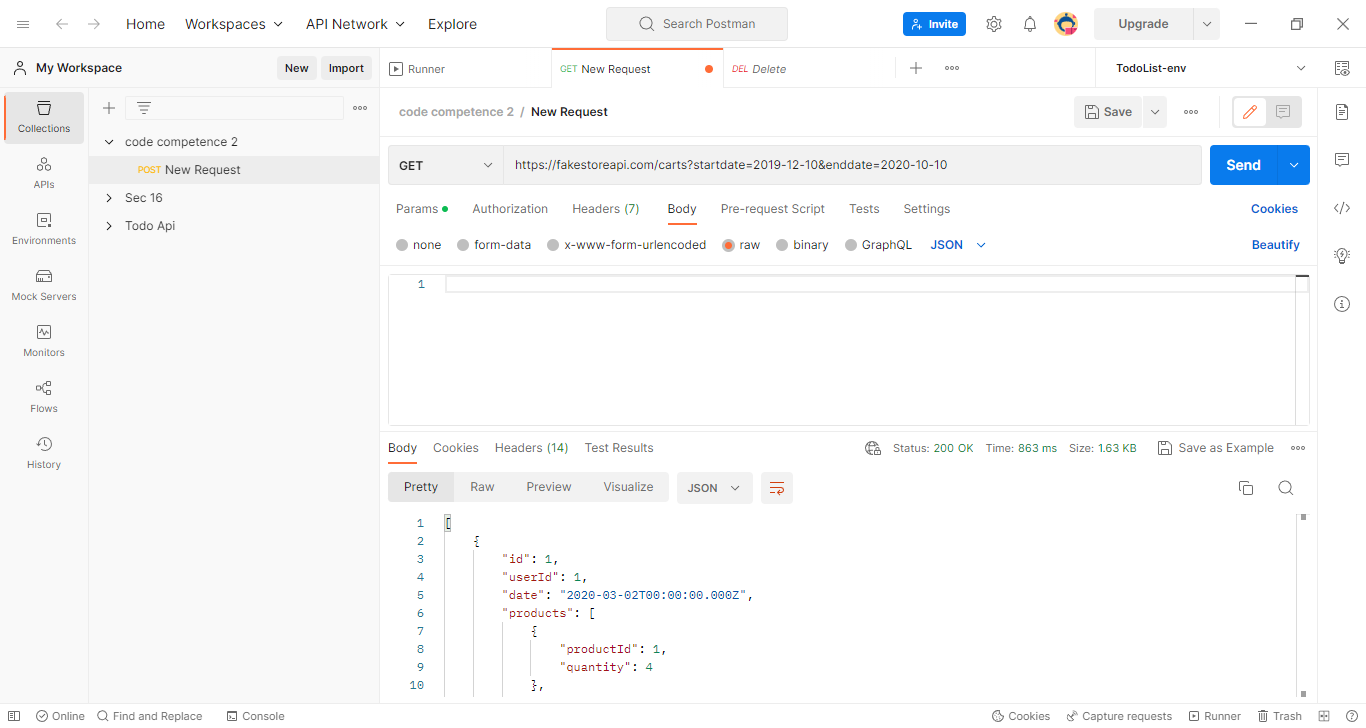 Home Workspaces API Network Explore Search Postman Invite Upgrade
My Workspace New Import Runner GET New Request DEL Delete TodoList-env
Collections
code competence 2 / New Request Save
code competence 2
POST New Request
GET https://fakestoreapi.com/carts?startdate=2019-12-10&enddate=2020-10-10 Send
APIs
Sec 16
Params Authorization Headers (7) Body Pre-request Script Tests Settings Cookies
Todo Api
Environments
none form-data x-www-form-urlencoded raw binary GraphQL JSON Beautify
Mock Servers
1
Monitors
Flows
History
Body Cookies Headers (14) Test Results Status: 200 OK Time: 863 ms Size: 1.63 KB Save as Example
Pretty Raw Preview Visualize JSON
1 [
2 {
3 "id": 1,
4 "userId": 1,
5 "date": "2020-03-02T00:00:00.000Z",
6 "products": [
7 {
8 "productId": 1,
9 "quantity": 4
10 },
Online Find and Replace Console Cookies Capture requests Runner Trash